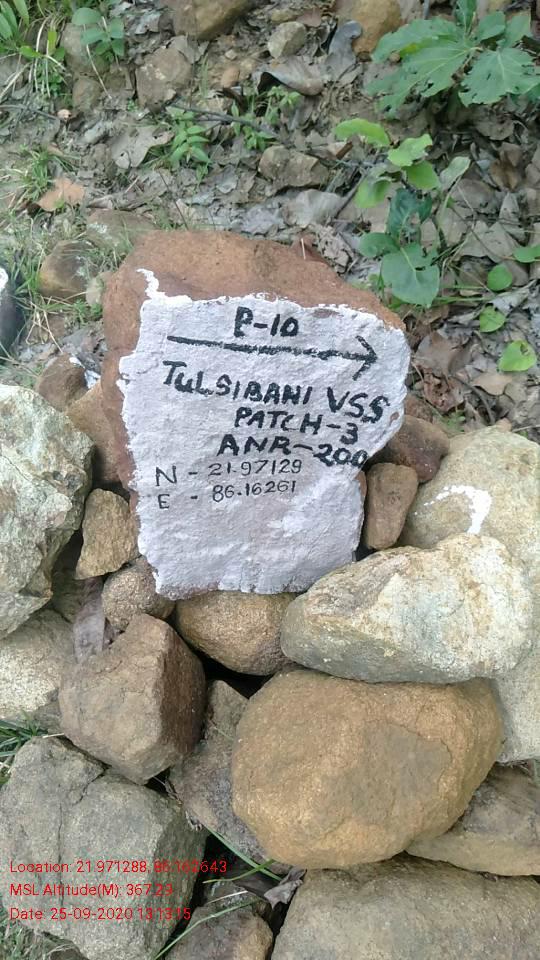 P-10
TULSIBANI VSS
PATCH-3
ANR-200
N - 21.97129
E - 86.16261
Location: 21.971288, 86.162643
MSL Altitude(M): 367.29
Date: 25-09-2020 13:13:15